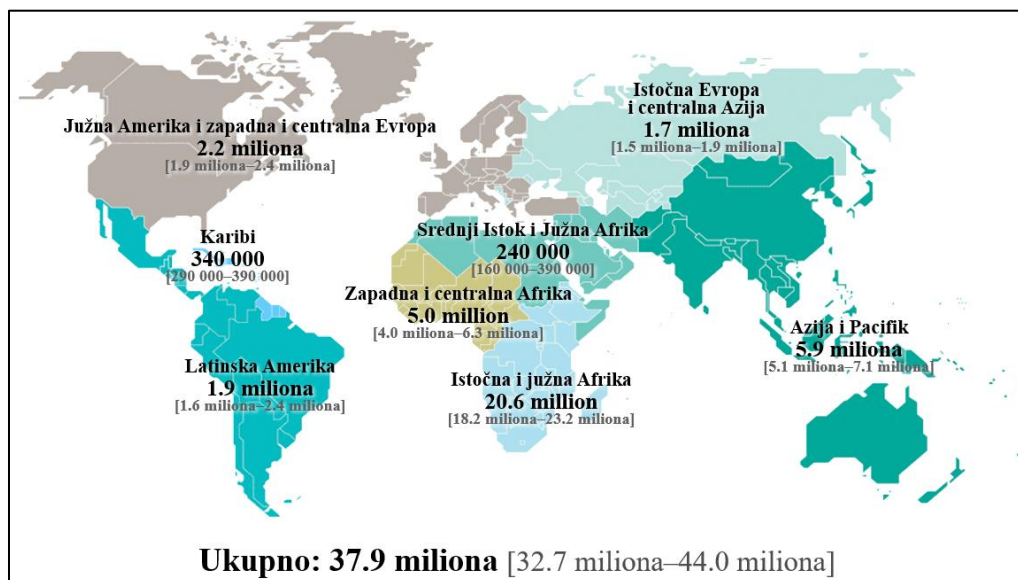 Istočna Evropa
i centralna Azija
1.7 miliona
[1.5 miliona–1.9 miliona]
Južna Amerika i zapadna i centralna Evropa
2.2 miliona
[1.9 miliona–2.4 miliona]
Karibi
340 000
[290 000–390 000]
Srednji Istok i Južna Afrika
240 000
[160 000–390 000]
Zapadna i centralna Afrika
5.0 million
[4.0 miliona–6.3 miliona]
Azija i Pacifik
5.9 miliona
[5.1 miliona–7.1 miliona]
Latinska Amerika
1.9 miliona
[1.6 miliona–2.4 miliona]
Istočna i južna Afrika
20.6 million
[18.2 miliona–23.2 miliona]
Ukupno: 37.9 miliona [32.7 miliona–44.0 miliona]